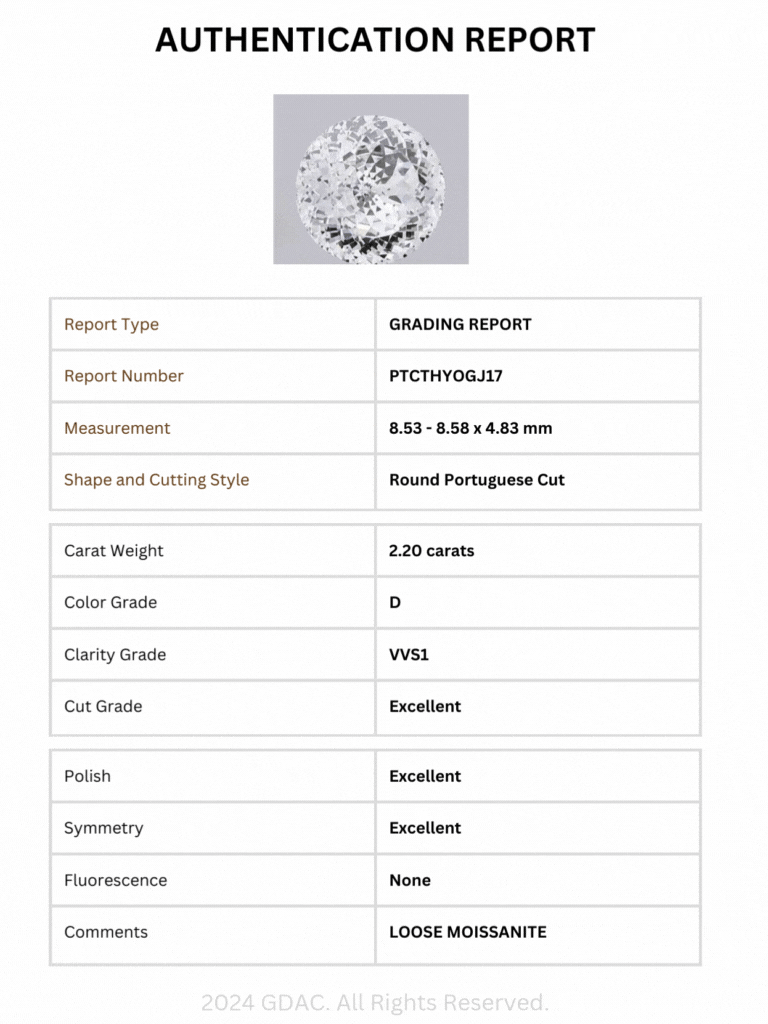 AUTHENTICATION REPORT
Report Type GRADING REPORT
Report Number PTCTHYOGJ17
Measurement 8.53 - 8.58 x 4.83 mm
Shape and Cutting Style Round Portuguese Cut
Carat Weight 2.20 carats
Color Grade D
Clarity Grade VVS1
Cut Grade Excellent
Polish Excellent
Symmetry Excellent
Fluorescence None
Comments LOOSE MOISSANITE
2024 GDAC. All Rights Reserved.